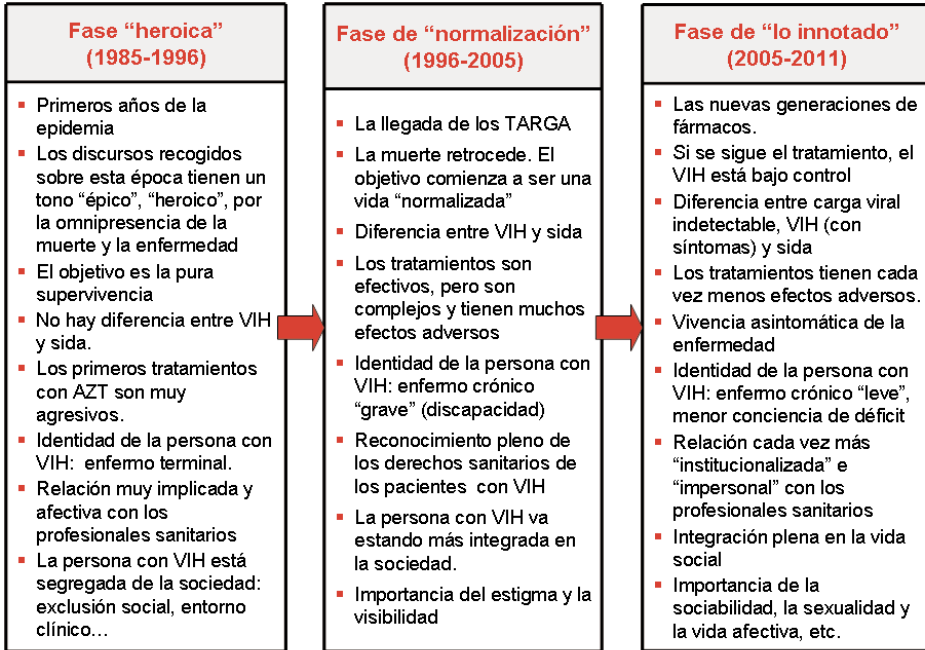 Fase “heroica”
(1985-1996)
▪ Primeros años de la
epidemia
▪ Los discursos recogidos
sobre esta época tienen un
tono “épico”, “heroico”, por
la omnipresencia de la
muerte y la enfermedad
▪ El objetivo es la pura
supervivencia
▪ No hay diferencia entre VIH
y sida.
▪ Los primeros tratamientos
con AZT son muy
agresivos.
▪ Identidad de la persona con
VIH: enfermo terminal.
▪ Relación muy implicada y
afectiva con los
profesionales sanitarios
▪ La persona con VIH está
segregada de la sociedad:
exclusión social, entorno
clínico…
Fase de “normalización”
(1996-2005)
▪ La llegada de los TARGA
▪ La muerte retrocede. El
objetivo comienza a ser una
vida “normalizada”
▪ Diferencia entre VIH y sida
▪ Los tratamientos son
efectivos, pero son
complejos y tienen muchos
efectos adversos
▪ Identidad de la persona con
VIH: enfermo crónico
“grave” (discapacidad)
▪ Reconocimiento pleno de
los derechos sanitarios de
los pacientes con VIH
▪ La persona con VIH va
estando más integrada en
la sociedad.
▪ Importancia del estigma y la
visibilidad
Fase de “lo innotado”
(2005-2011)
▪ Las nuevas generaciones de
fármacos.
▪ Si se sigue el tratamiento, el
VIH está bajo control
▪ Diferencia entre carga viral
indetectable, VIH (con
síntomas) y sida
▪ Los tratamientos tienen cada
vez menos efectos adversos.
▪ Vivencia asintomática de la
enfermedad
▪ Identidad de la persona con
VIH: enfermo crónico “leve”,
menor conciencia de déficit
▪ Relación cada vez más
“institucionalizada” e
“impersonal” con los
profesionales sanitarios
▪ Integración plena en la vida
social
▪ Importancia de la
sociabilidad, la sexualidad y
la vida afectiva, etc.